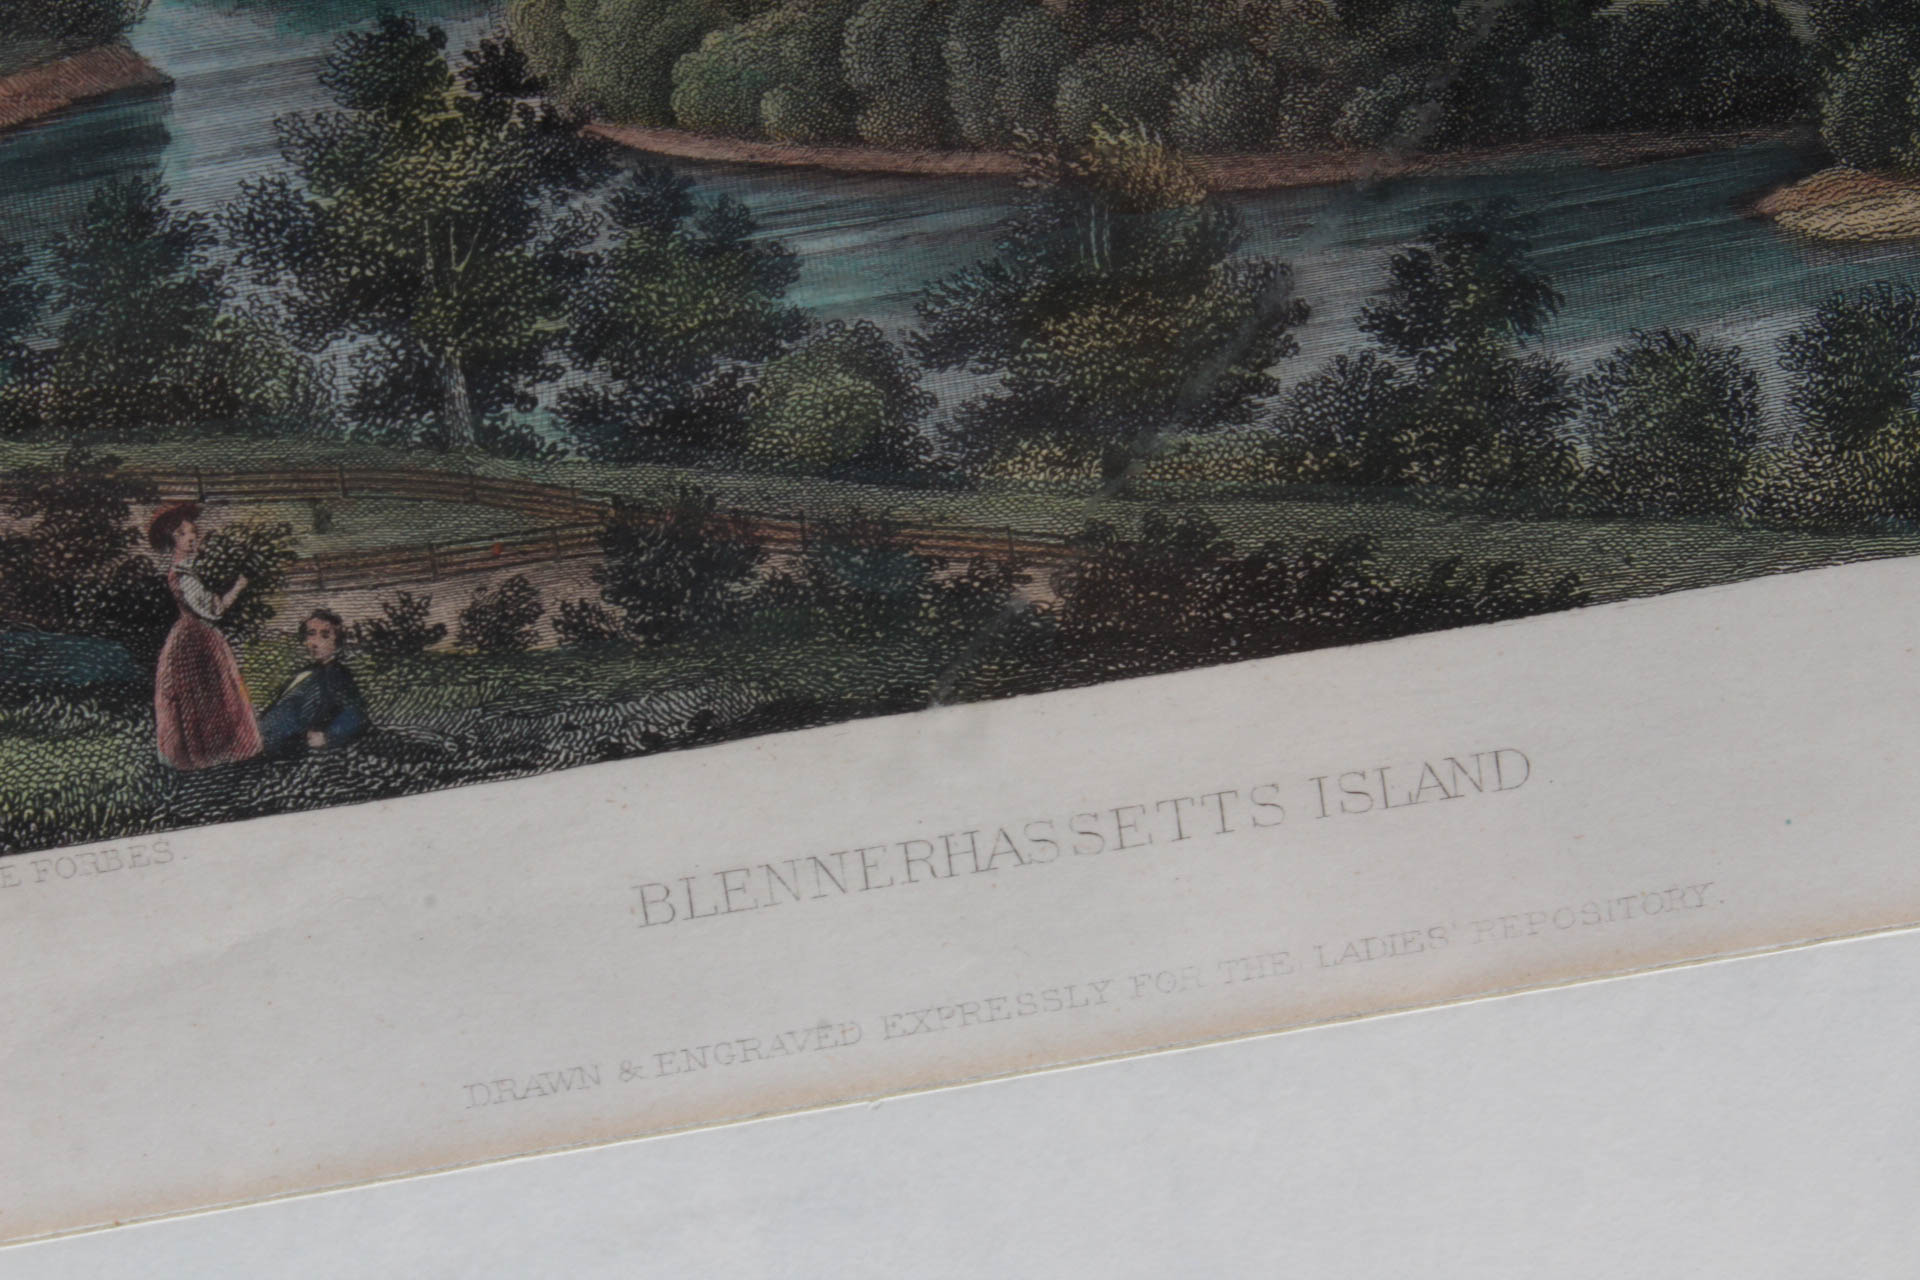 E FORBES.
BLENNERHASSETTS ISLAND.
DRAWN & ENGRAVED EXPRESSLY FOR THE LADIES' REPOSITORY.